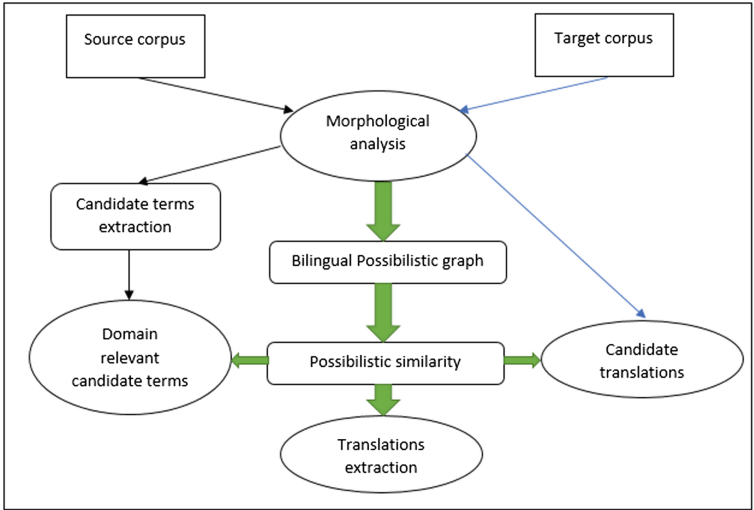 Source corpus
Target corpus
Morphological
analysis
Candidate terms
extraction
Bilingual Possibilistic graph
Domain
relevant
candidate terms
Possibilistic similarity
Candidate
translations
Translations
extraction